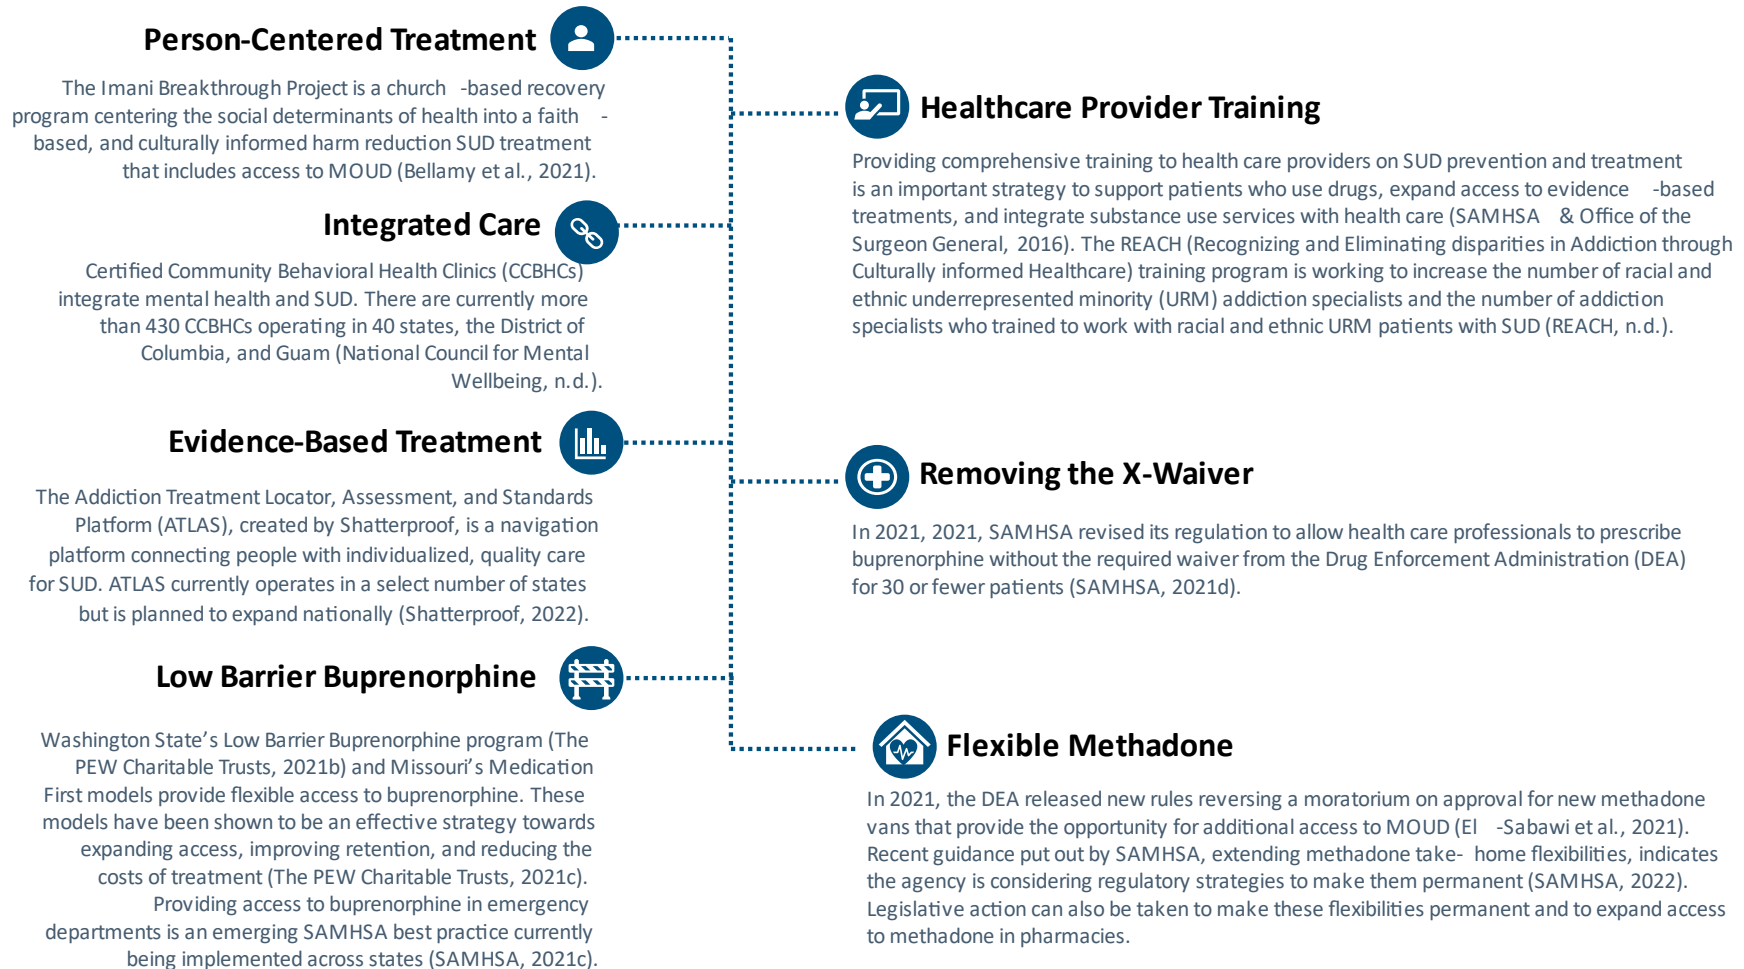 Person-Centered Treatment
The Imani Breakthrough Project is a church -based recovery
program centering the social determinants of health into a faith -
based, and culturally informed harm reduction SUD treatment
that includes access to MOUD (Bellamy et al., 2021).
Integrated Care
Certified Community Behavioral Health Clinics (CCBHCs)
integrate mental health and SUD. There are currently more
than 430 CCBHCs operating in 40 states, the District of
Columbia, and Guam (National Council for Mental
Wellbeing, n.d.).
Evidence-Based Treatment
The Addiction Treatment Locator, Assessment, and Standards
Platform (ATLAS), created by Shatterproof, is a navigation
platform connecting people with individualized, quality care
for SUD. ATLAS currently operates in a select number of states
but is planned to expand nationally (Shatterproof, 2022).
Low Barrier Buprenorphine
Washington State's Low Barrier Buprenorphine program (The
PEW Charitable Trusts, 2021b) and Missouri's Medication
First models provide flexible access to buprenorphine. These
models have been shown to be an effective strategy towards
expanding access, improving retention, and reducing the
costs of treatment (The PEW Charitable Trusts, 2021c).
Providing access to buprenorphine in emergency
departments is an emerging SAMHSA best practice currently
being implemented across states (SAMHSA, 2021c).
Healthcare Provider Training
Providing comprehensive training to health care providers on SUD prevention and treatment
is an important strategy to support patients who use drugs, expand access to evidence -based
treatments, and integrate substance use services with health care (SAMHSA & Office of the
Surgeon General, 2016). The REACH (Recognizing and Eliminating disparities in Addiction through
Culturally informed Healthcare) training program is working to increase the number of racial and
ethnic underrepresented minority (URM) addiction specialists and the number of addiction
specialists who trained to work with racial and ethnic URM patients with SUD (REACH, n.d.).
Removing the X-Waiver
In 2021, 2021, SAMHSA revised its regulation to allow health care professionals to prescribe
buprenorphine without the required waiver from the Drug Enforcement Administration (DEA)
for 30 or fewer patients (SAMHSA, 2021d).
Flexible Methadone
In 2021, the DEA released new rules reversing a moratorium on approval for new methadone
vans that provide the opportunity for additional access to MOUD (El -Sabawi et al., 2021).
Recent guidance put out by SAMHSA, extending methadone take- home flexibilities, indicates
the agency is considering regulatory strategies to make them permanent (SAMHSA, 2022).
Legislative action can also be taken to make these flexibilities permanent and to expand access
to methadone in pharmacies.